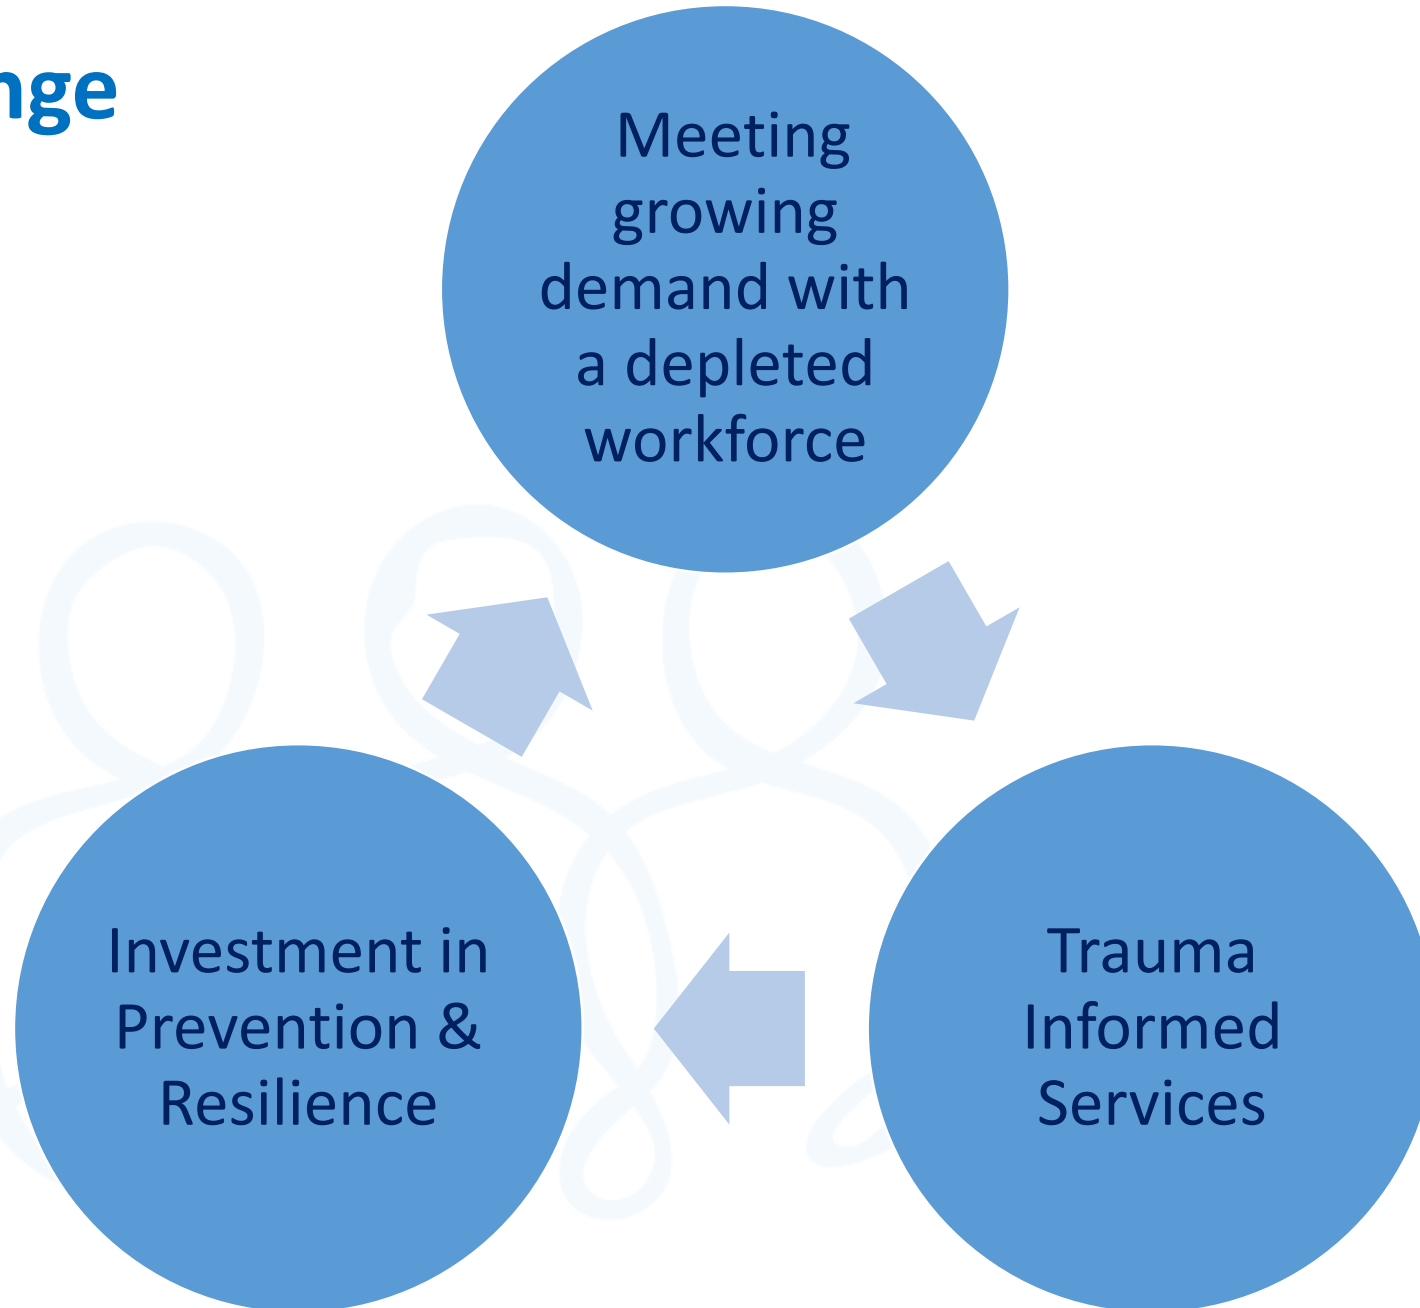 nge
Meeting
growing
demand with
a depleted
workforce
Investment in
Prevention &
Resilience
Trauma
Informed
Services